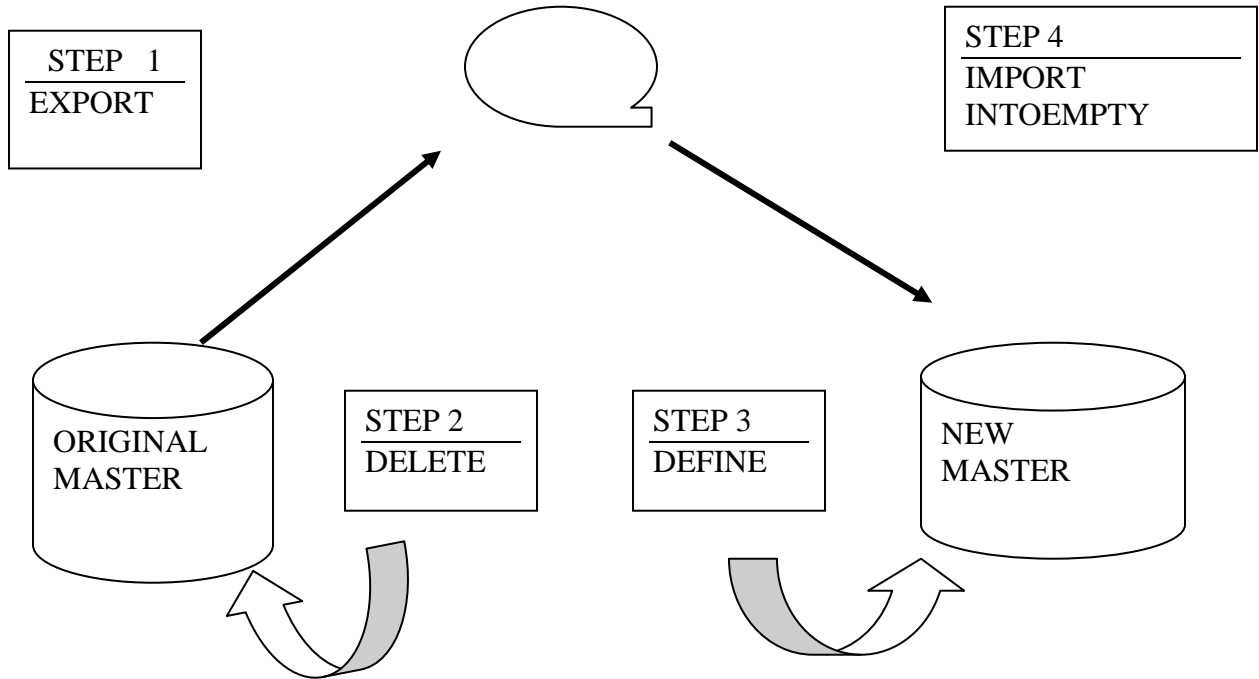 STEP 1
EXPORT
STEP 4
IMPORT
INTOEMPTY
ORIGINAL
MASTER
STEP 2
DELETE
STEP 3
DEFINE
NEW
MASTER